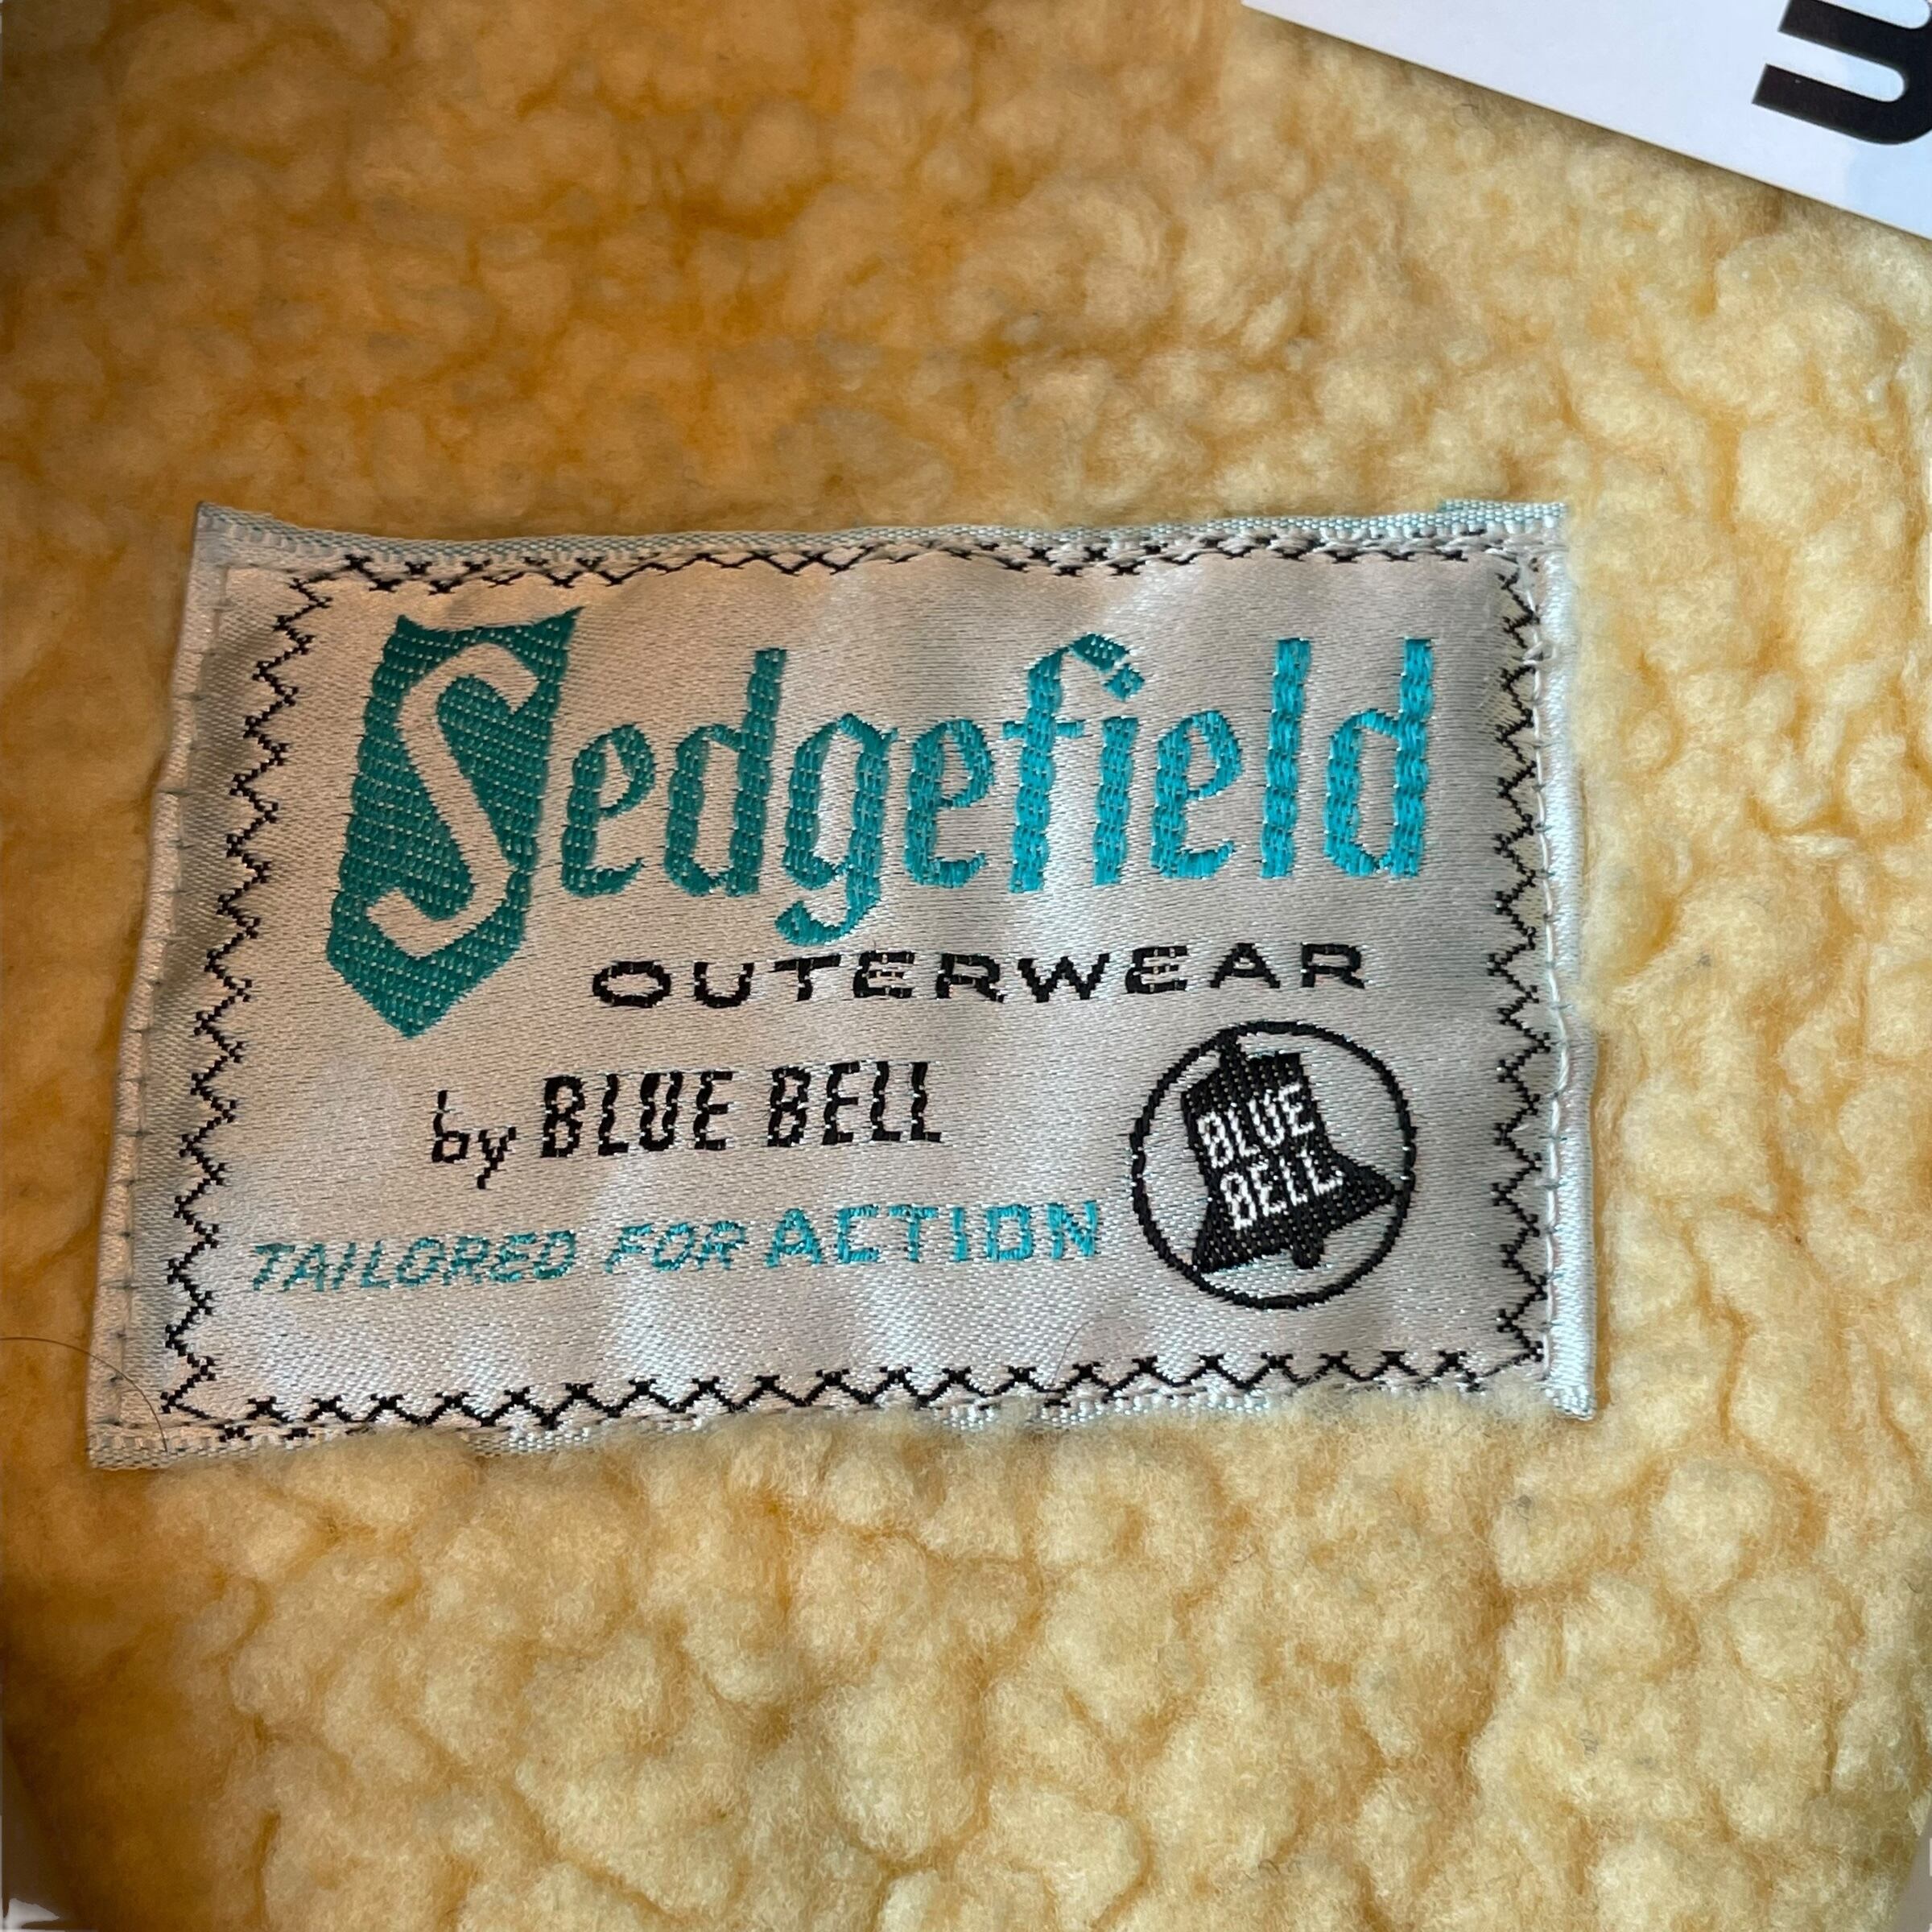 Sedgefield
OUTERWEAR
by BLUE BELL
BLUE
BELL
TAILORED FOR ACTION